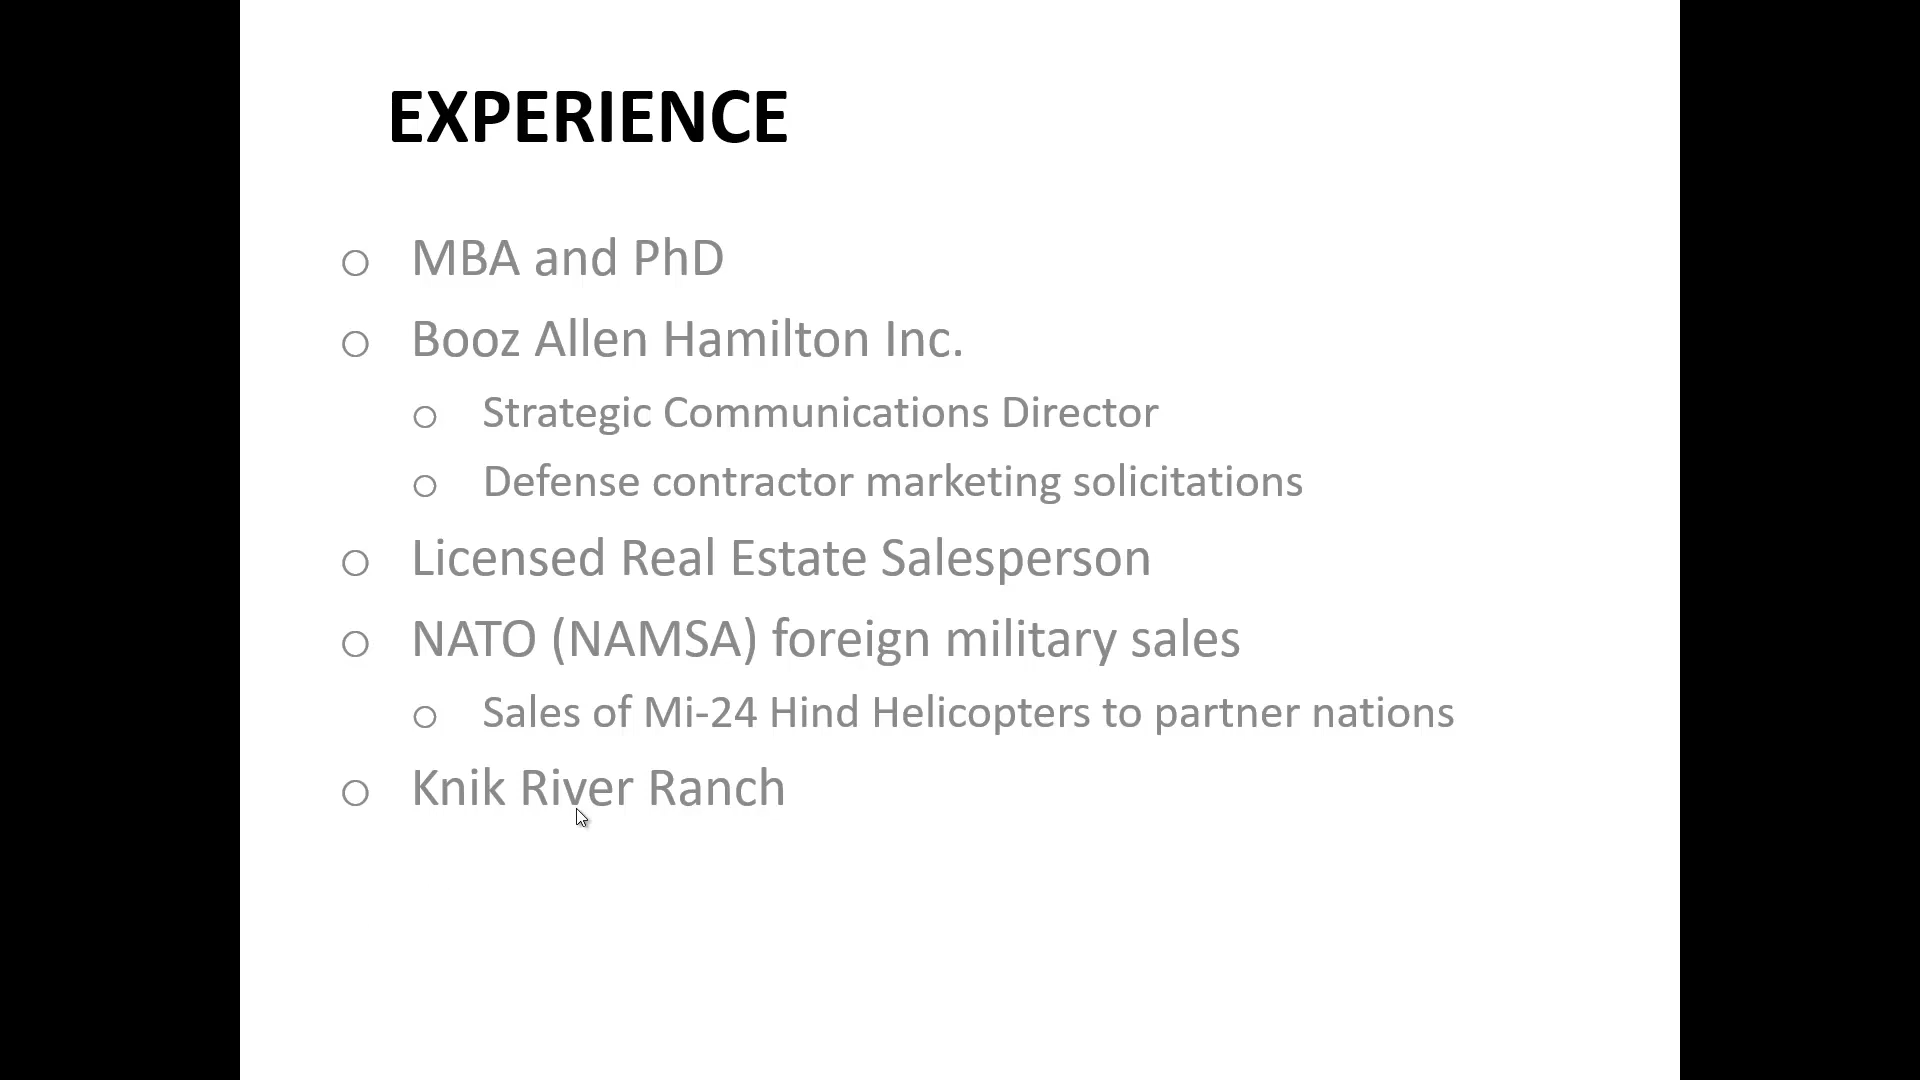 EXPERIENCE
MBA and PhD
Booz Allen Hamilton Inc.
Strategic Communications Director
Defense contractor marketing solicitations
Licensed Real Estate Salesperson
NATO (NAMSA) foreign military sales
Sales of Mi-24 Hind Helicopters to partner nations
Knik River Ranch